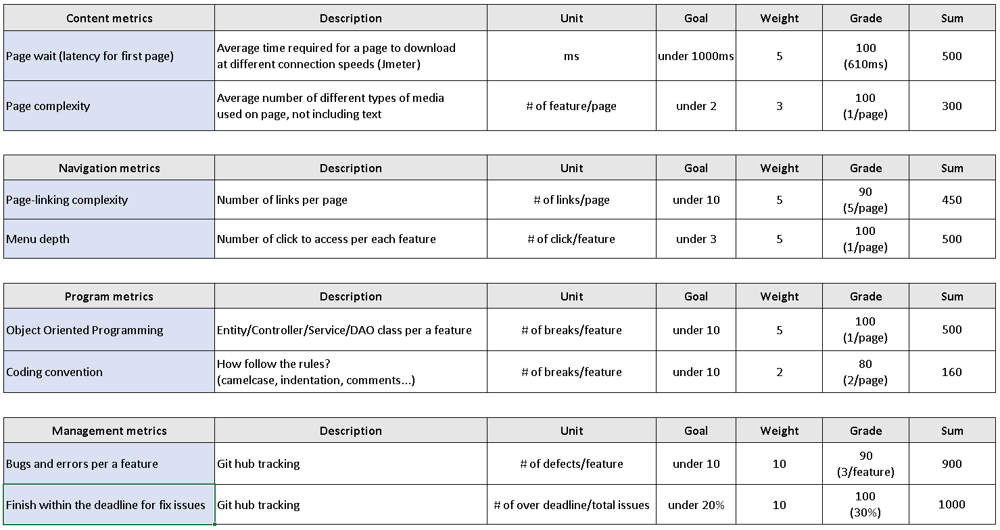 Content metrics Description Unit Goal Weight Grade Sum
Page wait (latency for first page) Average time required for a page to download at different connection speeds (Jmeter) ms under 1000ms 5 100 (610ms) 500
Page complexity Average number of different types of media used on page, not including text # of feature/page under 2 3 100 (1/page) 300
Navigation metrics Description Unit Goal Weight Grade Sum
Page-linking complexity Number of links per page # of links/page under 10 5 90 (5/page) 450
Menu depth Number of click to access per each feature # of click/feature under 3 5 100 (1/page) 500
Program metrics Description Unit Goal Weight Grade Sum
Object Oriented Programming Entity/Controller/Service/DAO class per a feature # of breaks/feature under 10 5 100 (1/page) 500
Coding convention How follow the rules? (camelcase, indentation, comments...) # of breaks/feature under 10 2 80 (2/page) 160
Management metrics Description Unit Goal Weight Grade Sum
Bugs and errors per a feature Git hub tracking # of defects/feature under 10 10 90 (3/feature) 900
Finish within the deadline for fix issues Git hub tracking # of over deadline/total issues under 20% 10 100 (30%) 1000